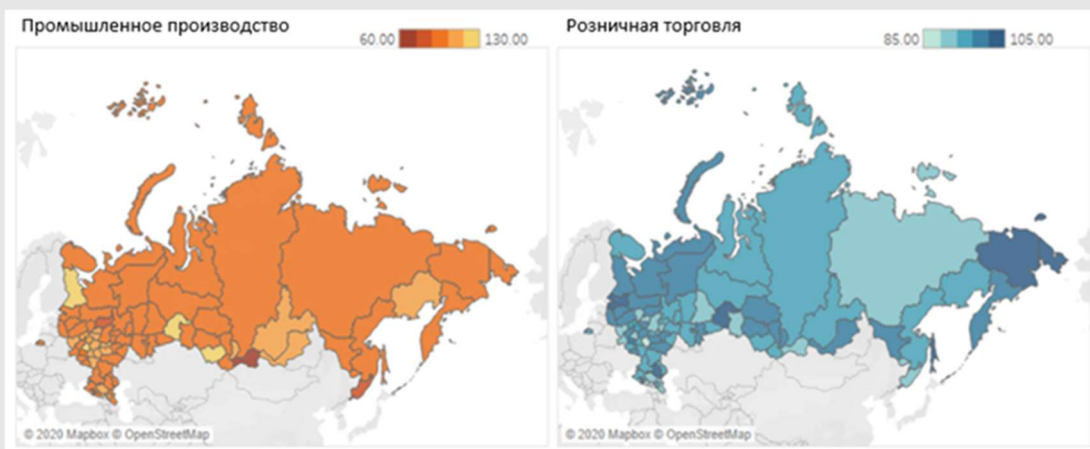 Промышленное производство
60.00 130.00
Розничная торговля
85.00 105.00
© 2020 Mapbox © OpenStreetMap
© 2020 Mapbox © OpenStreetMap